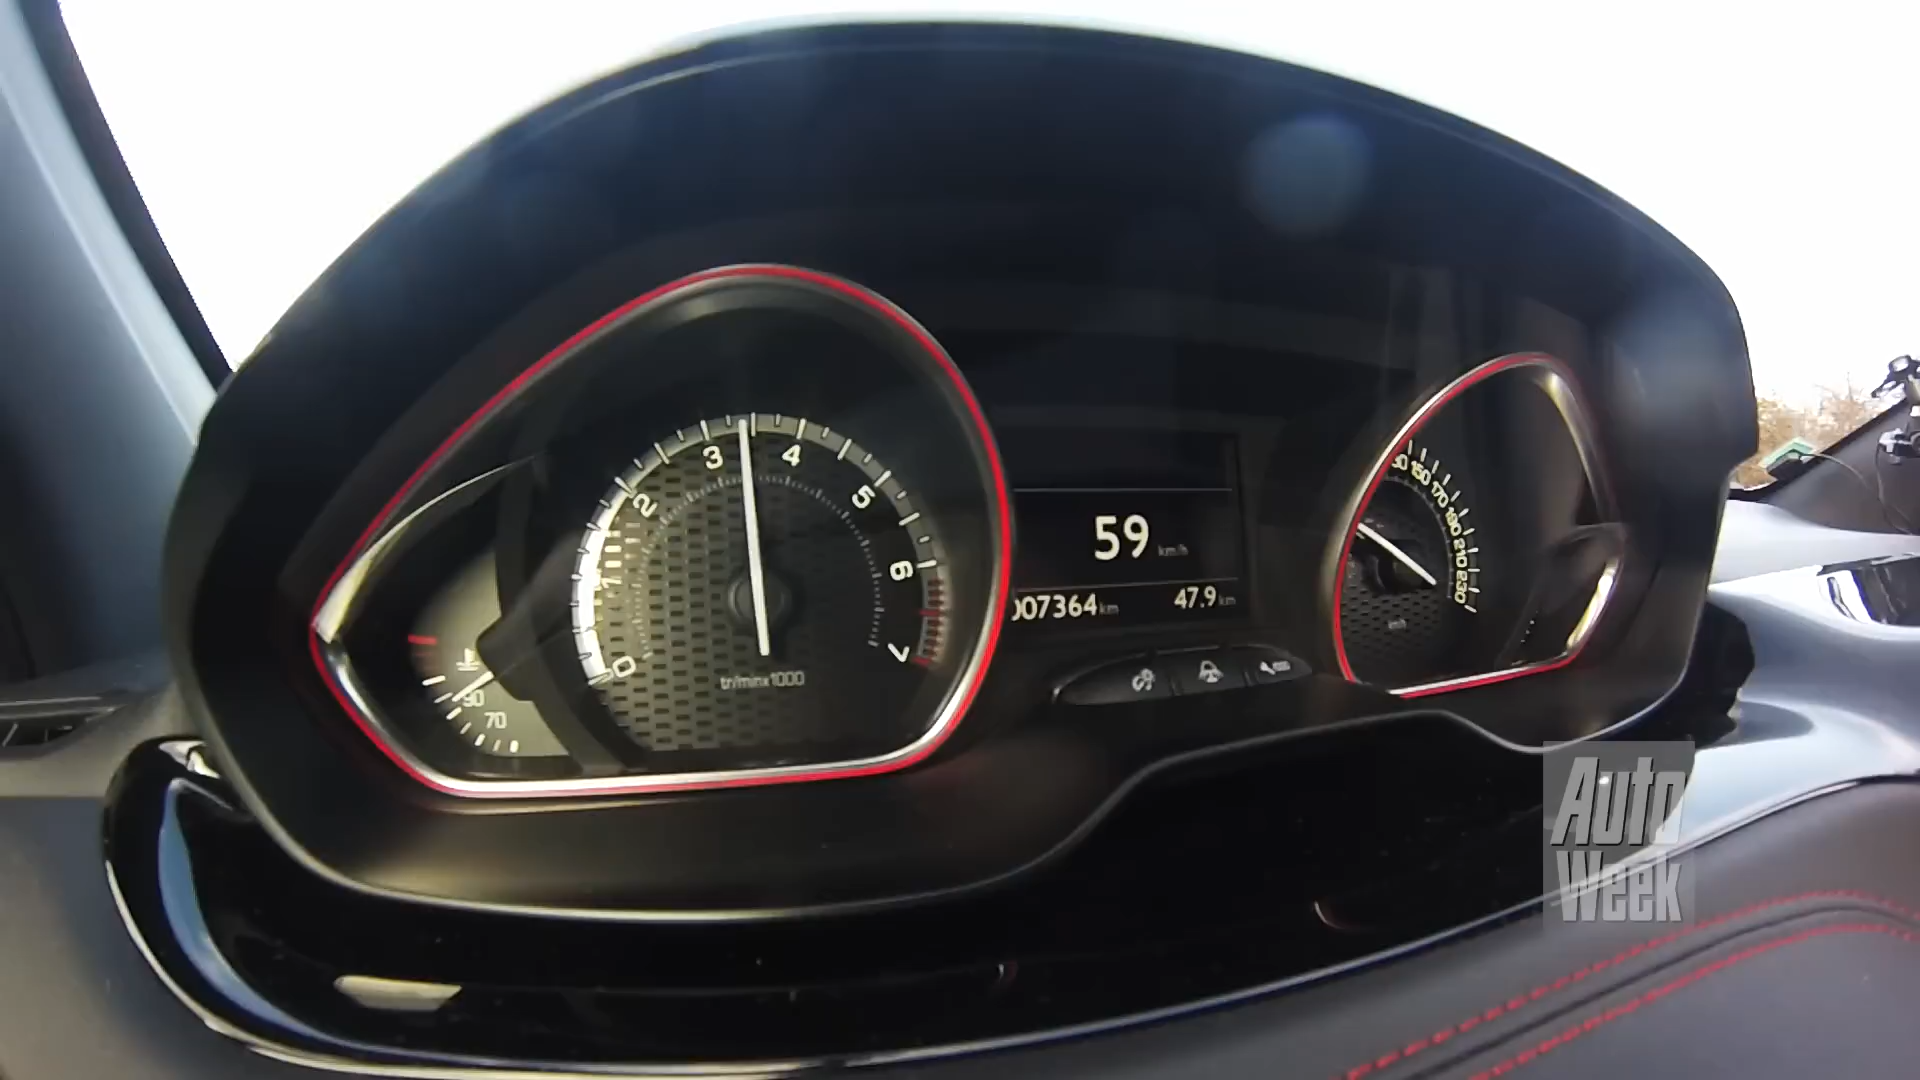 0 1 2 3 4 5 6 7
tr/min x1000
90
70
59 km/h
007364 km 47.9 km
150 170 190 210 230
km/h
Auto
Week